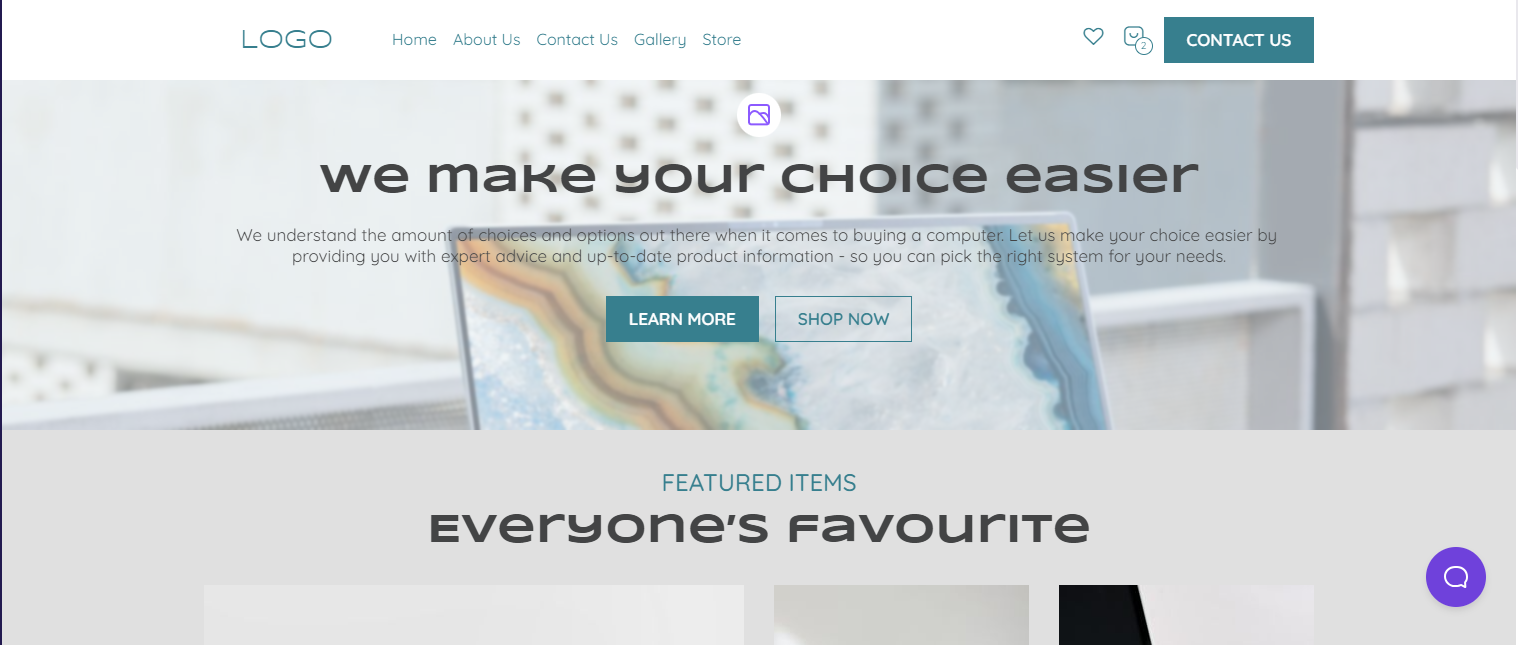 LOGO
Home About Us Contact Us Gallery Store
2
CONTACT US
we make your choice easier
We understand the amount of choices and options out there when it comes to buying a computer. Let us make your choice easier by
providing you with expert advice and up-to-date product information - so you can pick the right system for your needs.
LEARN MORE
SHOP NOW
FEATURED ITEMS
Everyone's favourite